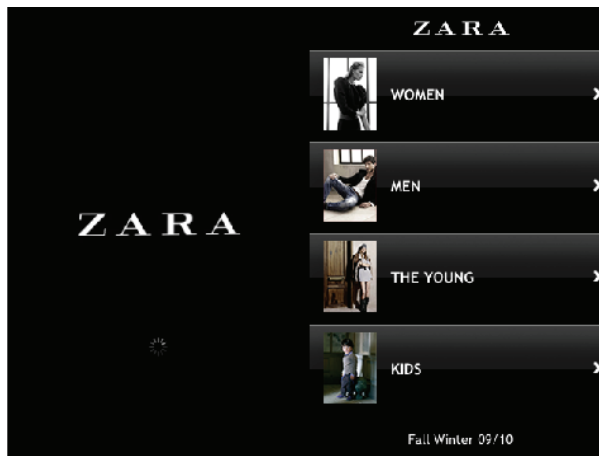 ZARA
ZARA
WOMEN
MEN
THE YOUNG
KIDS
Fall Winter 09/10